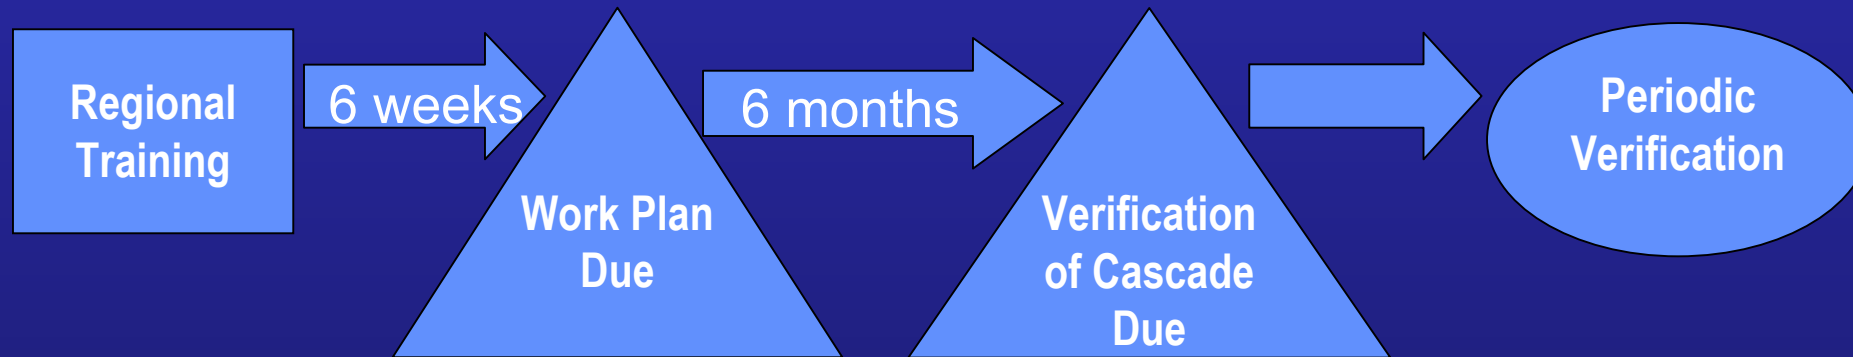 Regional
Training
6 weeks
Work Plan
Due
6 months
Verification
of Cascade
Due
Periodic
Verification